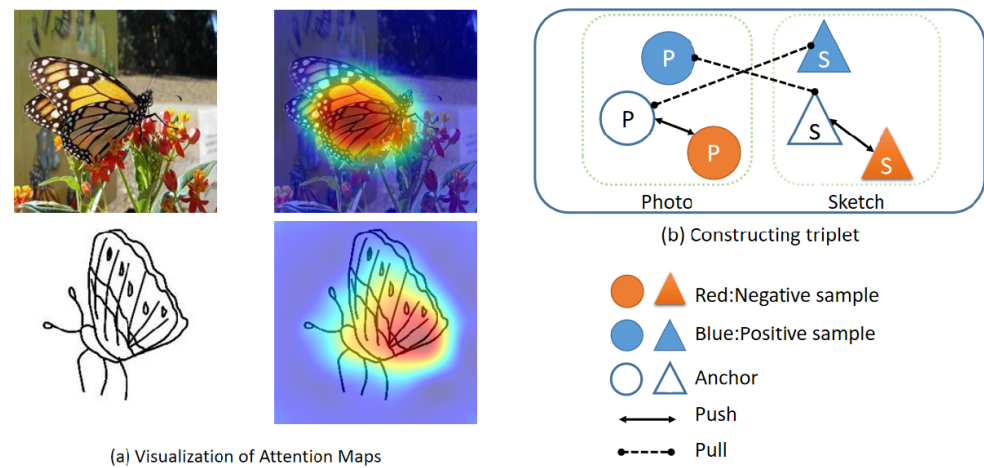 P
S
P
S
P
S
Photo
Sketch
(b) Constructing triplet
Red:Negative sample
Blue:Positive sample
Anchor
Push
Pull
(a) Visualization of Attention Maps